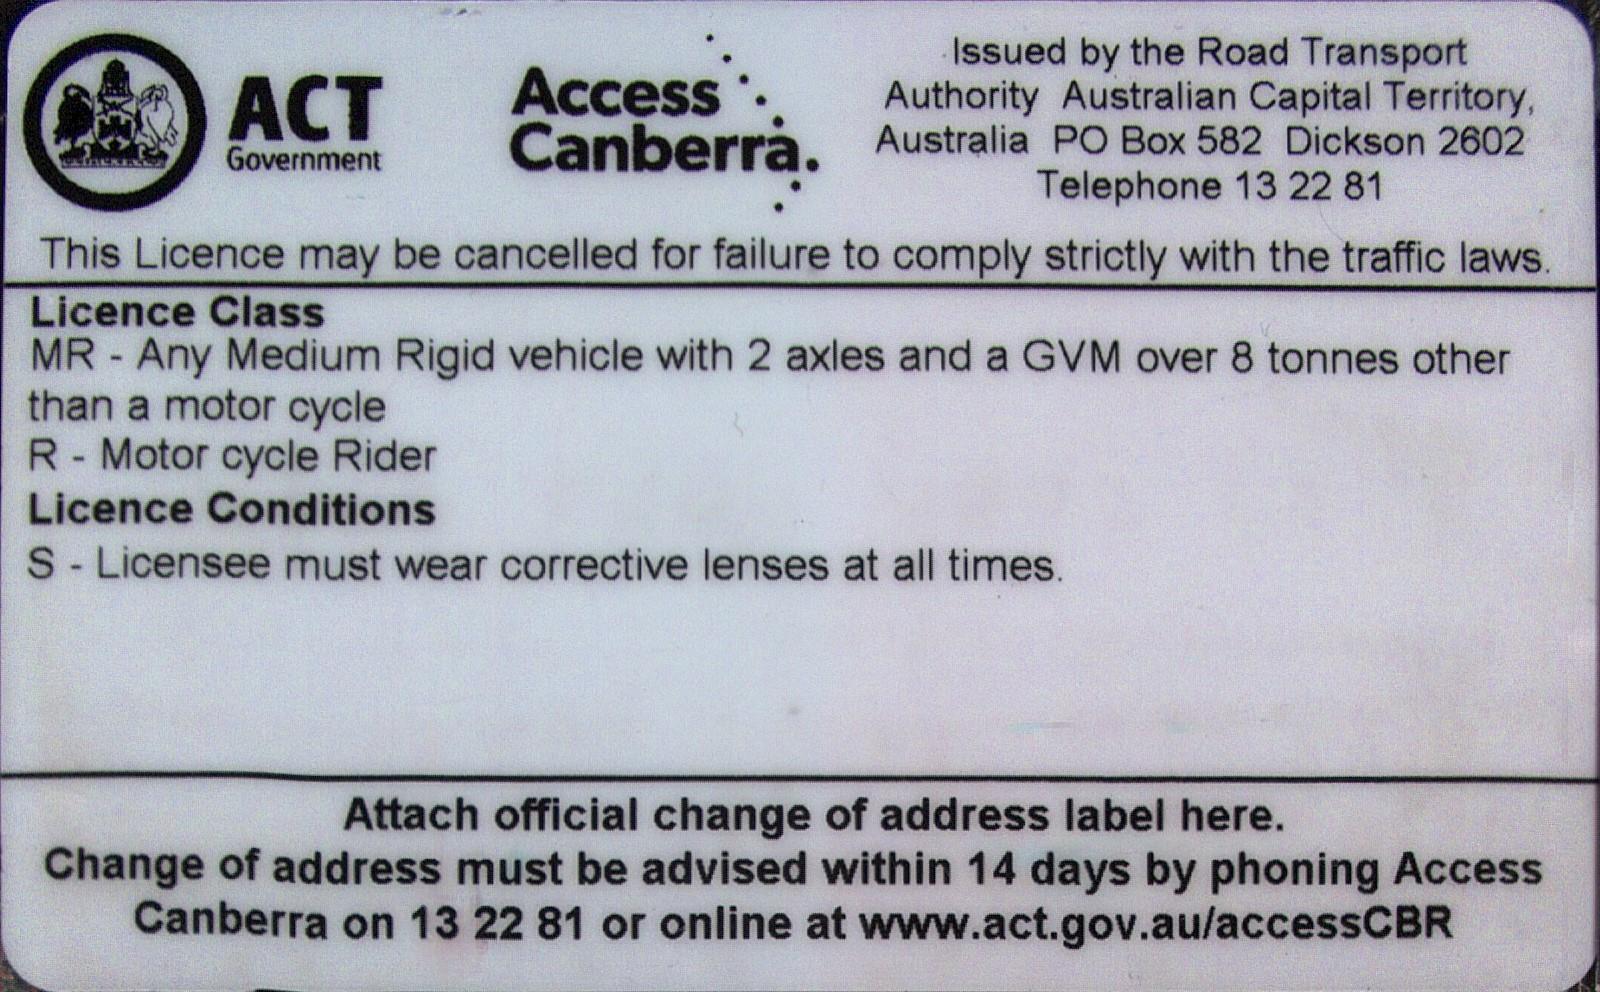 ACT
Government
Access
Canberra.
Issued by the Road Transport
Authority Australian Capital Territory,
Australia PO Box 582 Dickson 2602
Telephone 13 22 81
This Licence may be cancelled for failure to comply strictly with the traffic laws.
Licence Class
MR - Any Medium Rigid vehicle with 2 axles and a GVM over 8 tonnes other
than a motor cycle
R - Motor cycle Rider
Licence Conditions
S - Licensee must wear corrective lenses at all times.
Attach official change of address label here.
Change of address must be advised within 14 days by phoning Access
Canberra on 13 22 81 or online at www.act.gov.au/accessCBR